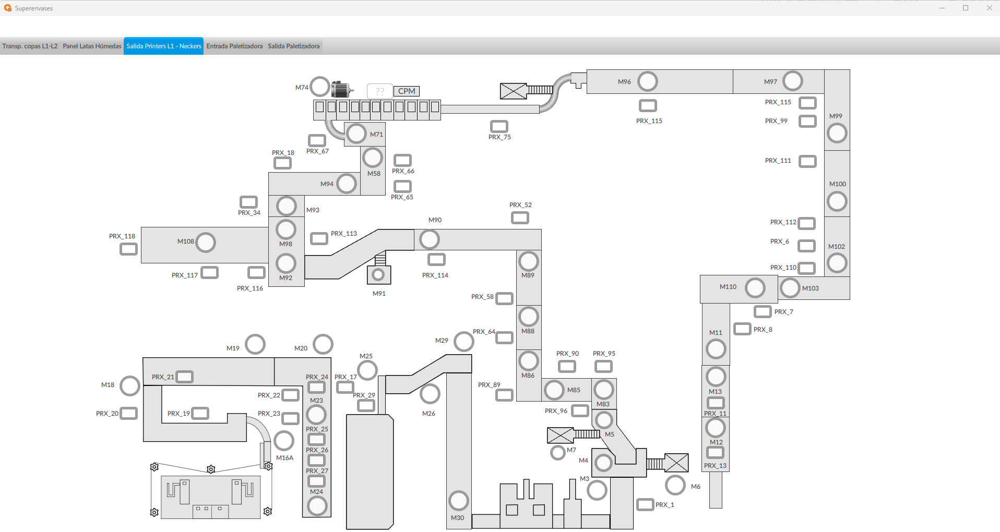 Superenvases
Transp. copas L1-L2
Panel Latas Húmedas
Salida Printers L1 - Neckers
Entrada Paletizadora
Salida Paletizadora
M74
??
CPM
M96
M97
PRX_115
PRX_115
PRX_99
M99
M71
PRX_75
PRX_67
PRX_18
M58
PRX_66
PRX_111
M94
M100
PRX_65
PRX_34
M93
PRX_52
M90
PRX_112
PRX_118
M108
M98
PRX_113
PRX_6
M102
PRX_110
PRX_117
PRX_116
M92
PRX_114
M89
M91
M110
M103
PRX_58
PRX_7
M88
PRX_64
M11
PRX_8
M29
M19
M20
M25
PRX_90
PRX_95
M86
PRX_21
PRX_24
PRX_17
M18
PRX_89
M85
M13
PRX_22
PRX_29
M23
M83
PRX_96
PRX_20
PRX_19
PRX_23
M26
PRX_11
PRX_25
M5
M12
PRX_26
M7
M16A
M4
PRX_13
PRX_27
M3
M6
M24
PRX_1
M30